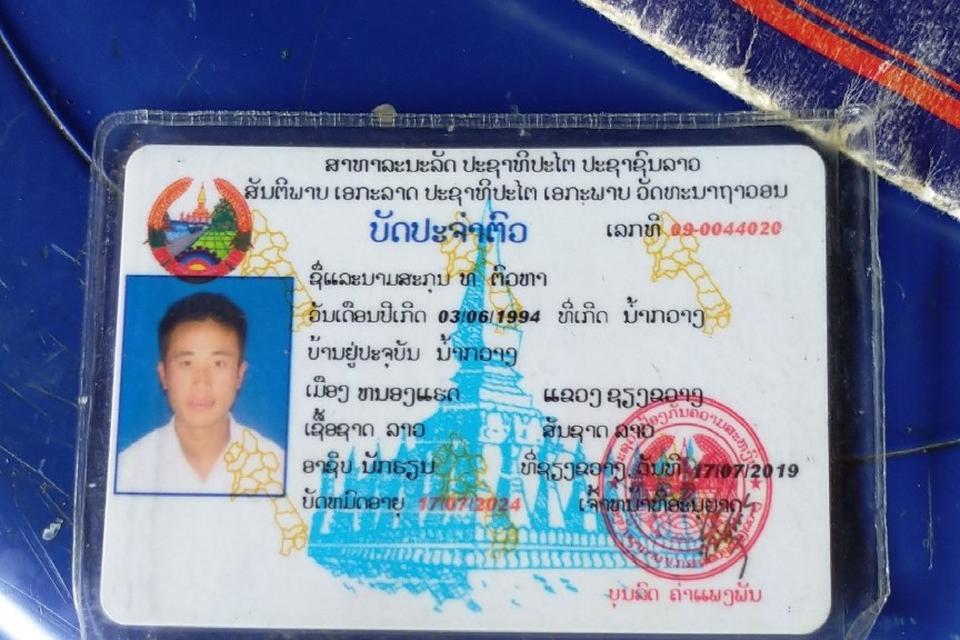 ສາທາລະນະລັດ ປະຊາທິປະໄຕ ປະຊາຊົນລາວ
ສັນຕິພາບ ເອກະລາດ ປະຊາທິປະໄຕ ເອກະພາບ ວັດທະນາຖາວອນ
ບັດປະຈຳຕົວ ເລກທີ 09-0044020
ຊື່ແລະນາມສະກຸນ ທ ຕົວຫາ
ວັນເດືອນປີເກີດ 03/06/1994 ທີ່ເກີດ ນ້ຳກວາງ
ບ້ານຢູ່ປະຈຸບັນ ນ້ຳກວາງ
ເມືອງ ຫນອງແຮດ ແຂວງ ຊຽງຂວາງ
ເຊື້ອຊາດ ລາວ ສັນຊາດ ລາວ
ອາຊີບ ນັກຮຽນ ທີ່ຊຽງຂວາງ ວັນທີ 17/07/2019
ບັດຫມົດອາຍຸ 17/07/2024 ເຈົ້າຫນ້າທີ່ອະນຸຍາດ
ບຸນລິດ ຄຳແພງພັນ